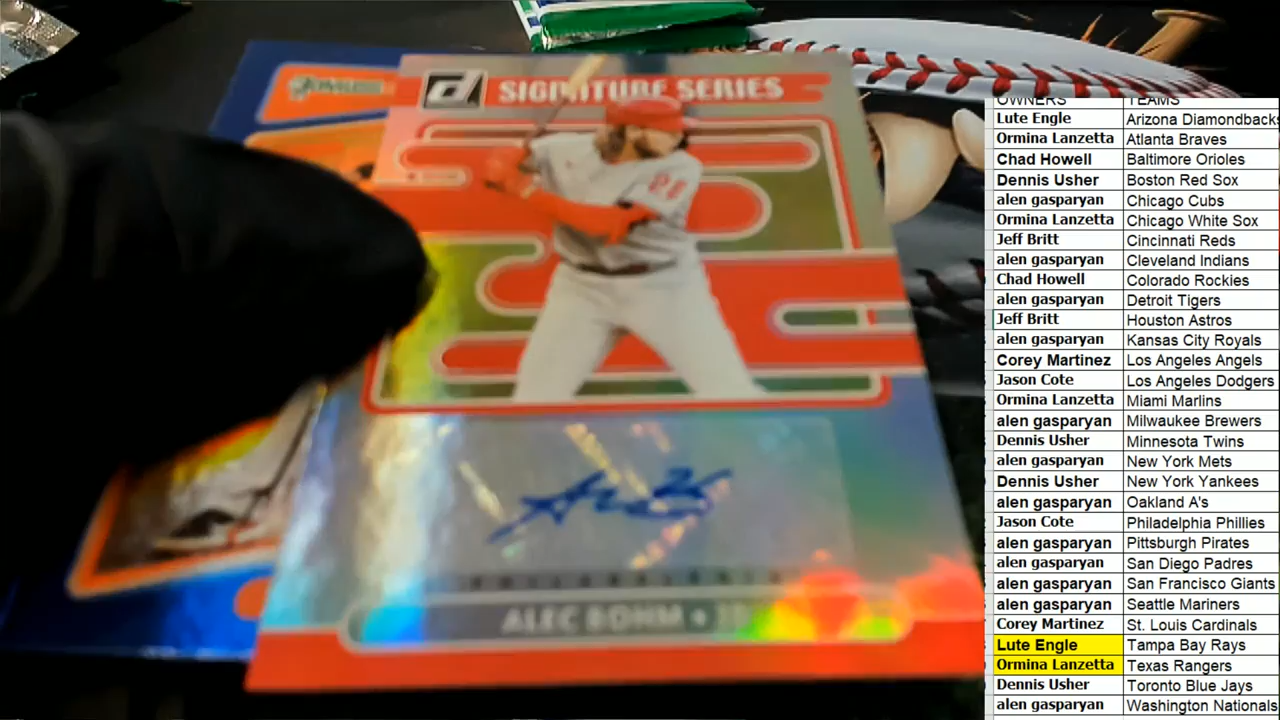 DONRUSS
SIGNATURE SERIES
28
PHILADELPHIA
ALEC BOHM • 3B
OWNERS TEAMS
Lute Engle Arizona Diamondbacks
Ormina Lanzetta Atlanta Braves
Chad Howell Baltimore Orioles
Dennis Usher Boston Red Sox
alen gasparyan Chicago Cubs
Ormina Lanzetta Chicago White Sox
Jeff Britt Cincinnati Reds
alen gasparyan Cleveland Indians
Chad Howell Colorado Rockies
alen gasparyan Detroit Tigers
Jeff Britt Houston Astros
alen gasparyan Kansas City Royals
Corey Martinez Los Angeles Angels
Jason Cote Los Angeles Dodgers
Ormina Lanzetta Miami Marlins
alen gasparyan Milwaukee Brewers
Dennis Usher Minnesota Twins
alen gasparyan New York Mets
Dennis Usher New York Yankees
alen gasparyan Oakland A's
Jason Cote Philadelphia Phillies
alen gasparyan Pittsburgh Pirates
alen gasparyan San Diego Padres
alen gasparyan San Francisco Giants
alen gasparyan Seattle Mariners
Corey Martinez St. Louis Cardinals
Lute Engle Tampa Bay Rays
Ormina Lanzetta Texas Rangers
Dennis Usher Toronto Blue Jays
alen gasparyan Washington Nationals